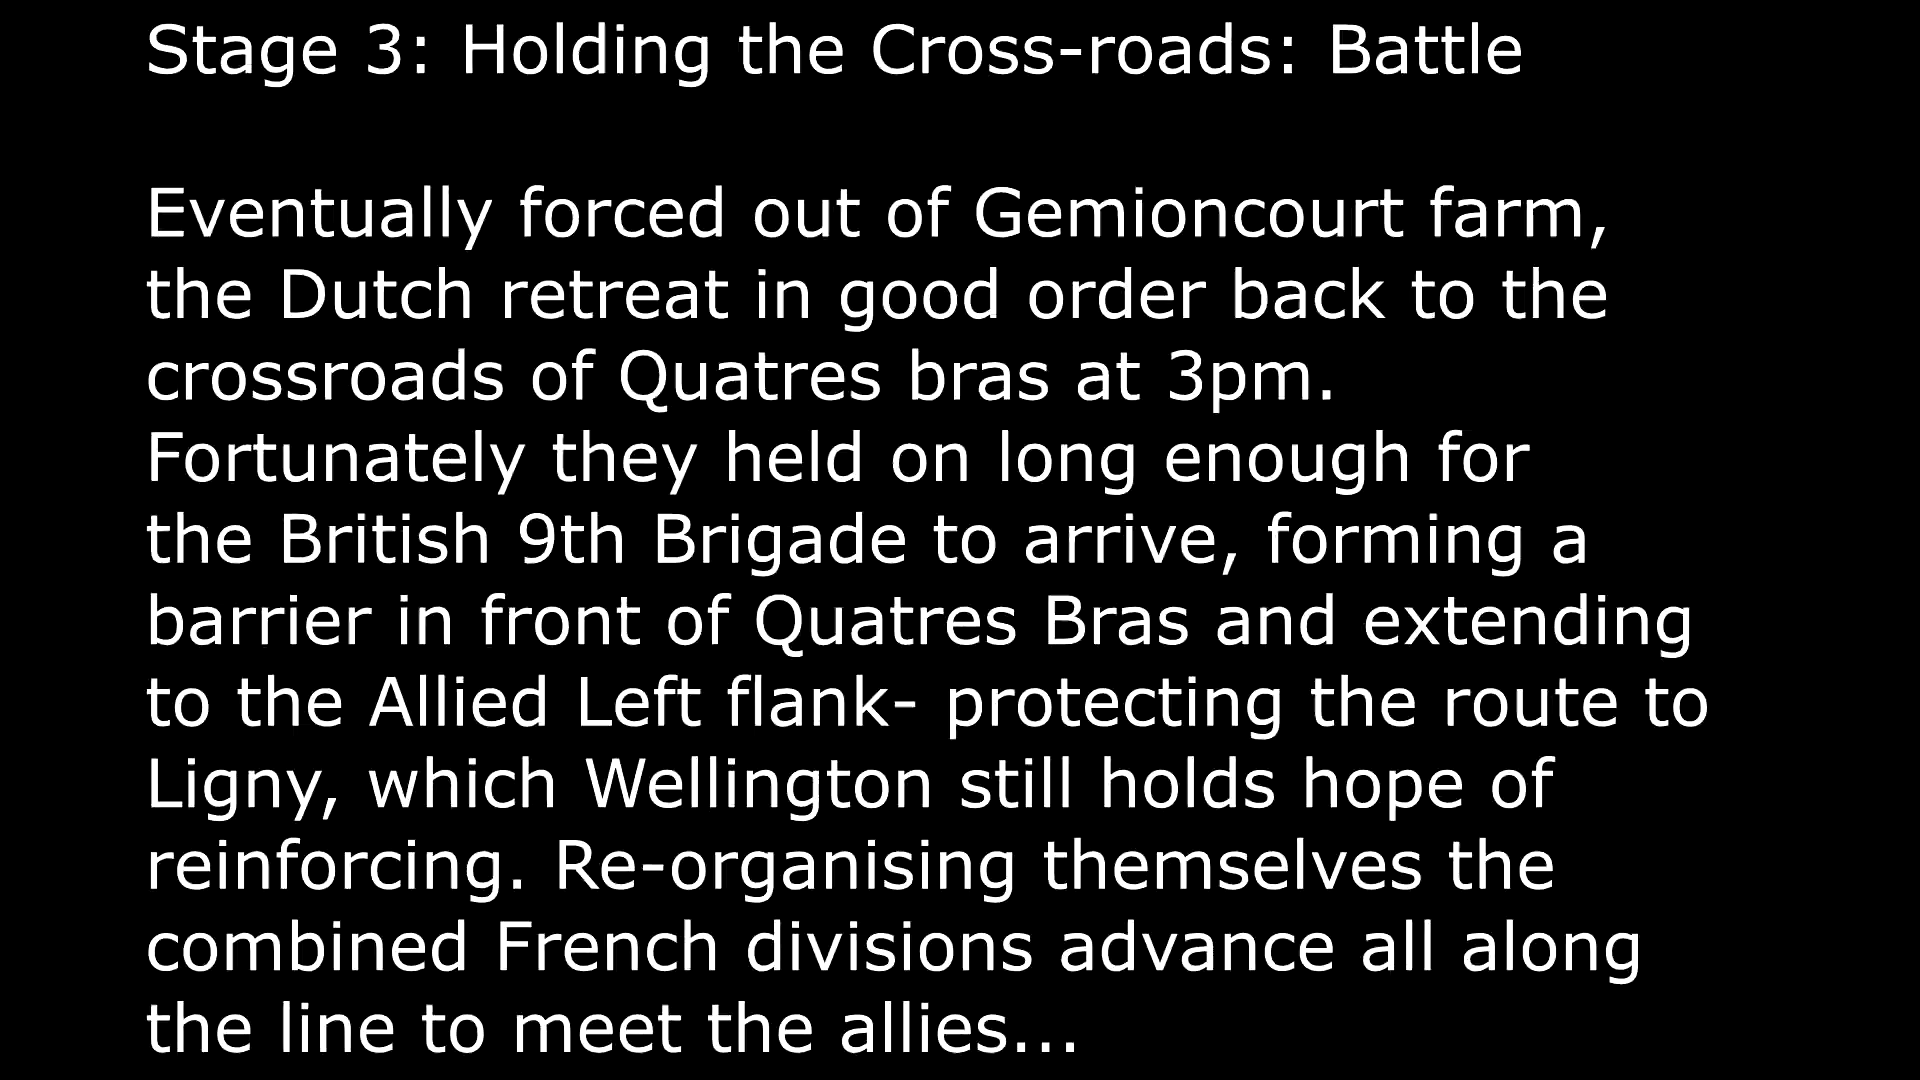 Stage 3: Holding the Cross-roads: Battle
Eventually forced out of Gemioncourt farm,
the Dutch retreat in good order back to the
crossroads of Quatres bras at 3pm.
Fortunately they held on long enough for
the British 9th Brigade to arrive, forming a
barrier in front of Quatres Bras and extending
to the Allied Left flank- protecting the route to
Ligny, which Wellington still holds hope of
reinforcing. Re-organising themselves the
combined French divisions advance all along
the line to meet the allies...